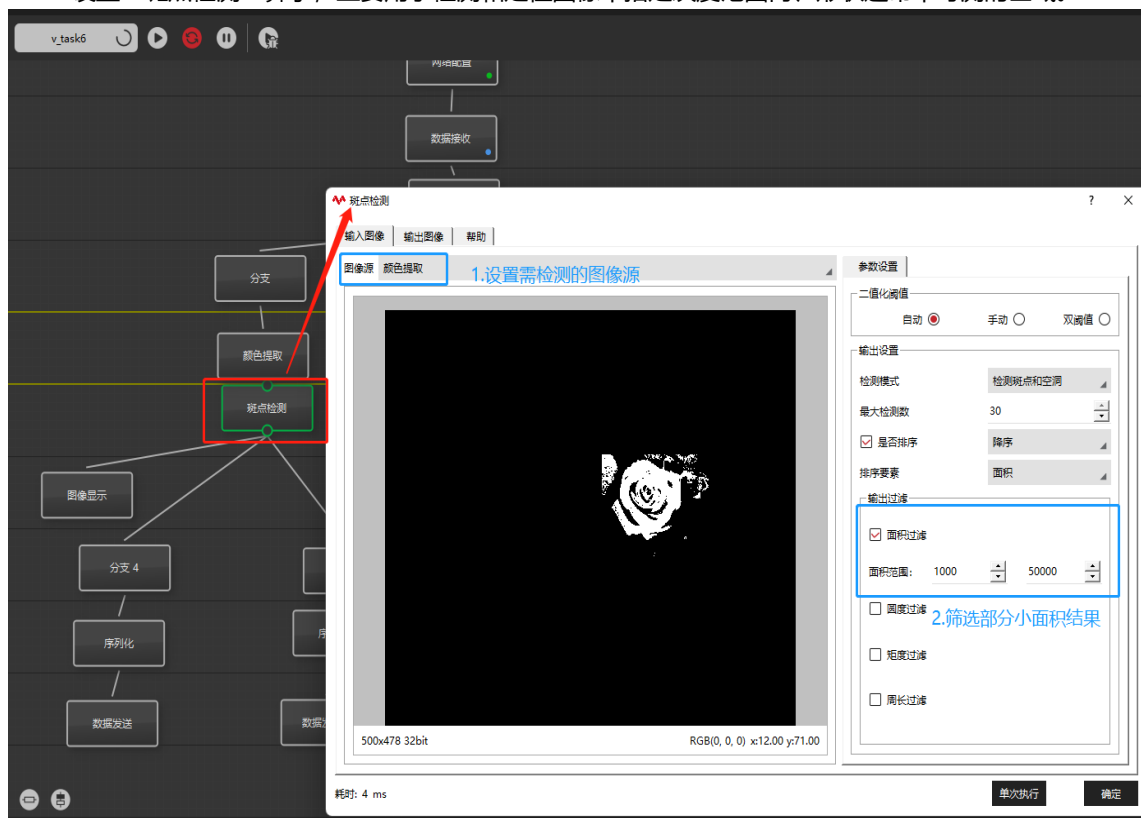 v_task6
网络配置
数据接收
分支
颜色提取
斑点检测
图像显示
分支 4
序列化
数据发送
斑点检测
?
X
输入图像
输出图像
帮助
图像源 颜色提取
1.设置需检测的图像源
参数设置
二值化阈值
自动
手动
双阈值
输出设置
检测模式
检测斑点和空洞
最大检测数
30
是否排序
降序
排序要素
面积
输出过滤
面积过滤
面积范围: 1000
50000
圆度过滤
2.筛选部分小面积结果
矩度过滤
周长过滤
500x478 32bit
RGB(0, 0, 0) x:12.00 y:71.00
耗时: 4 ms
单次执行
确定